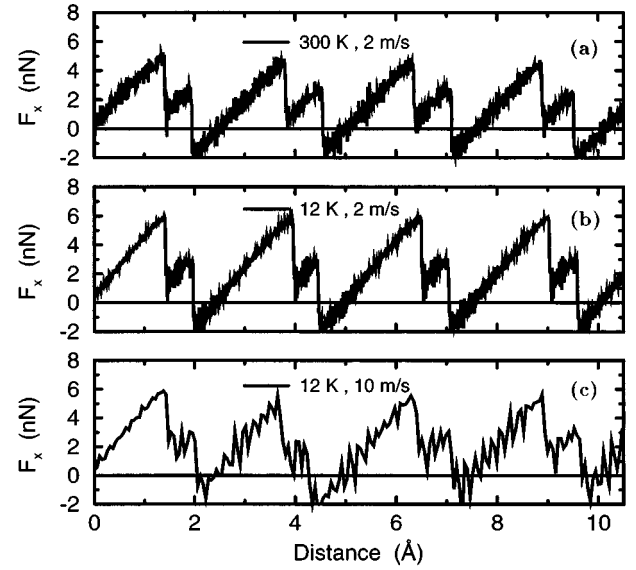 8
6
4
2
0
-2
F_x (nN)
300 K , 2 m/s
(a)
8
6
4
2
0
-2
F_x (nN)
12 K , 2 m/s
(b)
8
6
4
2
0
-2
F_x (nN)
12 K , 10 m/s
(c)
0 2 4 6 8 10
Distance (Å)